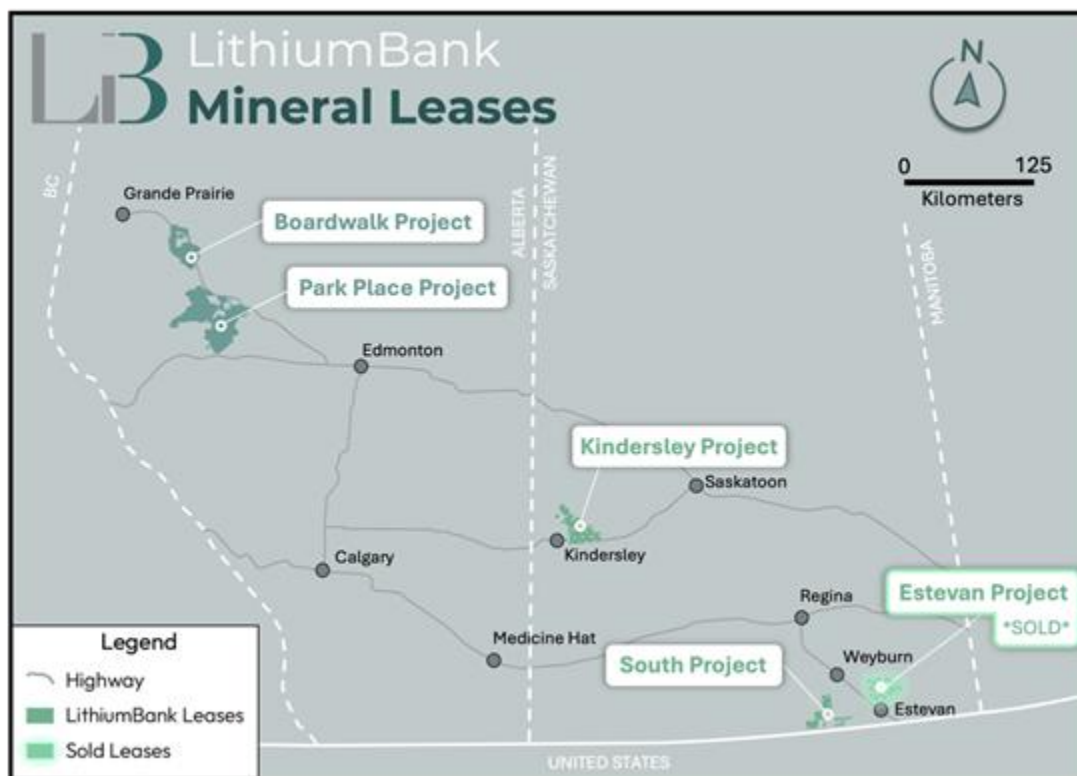 LiB
LithiumBank
Mineral Leases
N
0 125
Kilometers
BC
Grande Prairie
Boardwalk Project
ALBERTA
SASKATCHEWAN
MANITOBA
Park Place Project
Edmonton
Kindersley Project
Saskatoon
Kindersley
Calgary
Estevan Project
*SOLD*
Regina
Medicine Hat
Weyburn
South Project
Estevan
Legend
Highway
LithiumBank Leases
Sold Leases
UNITED STATES